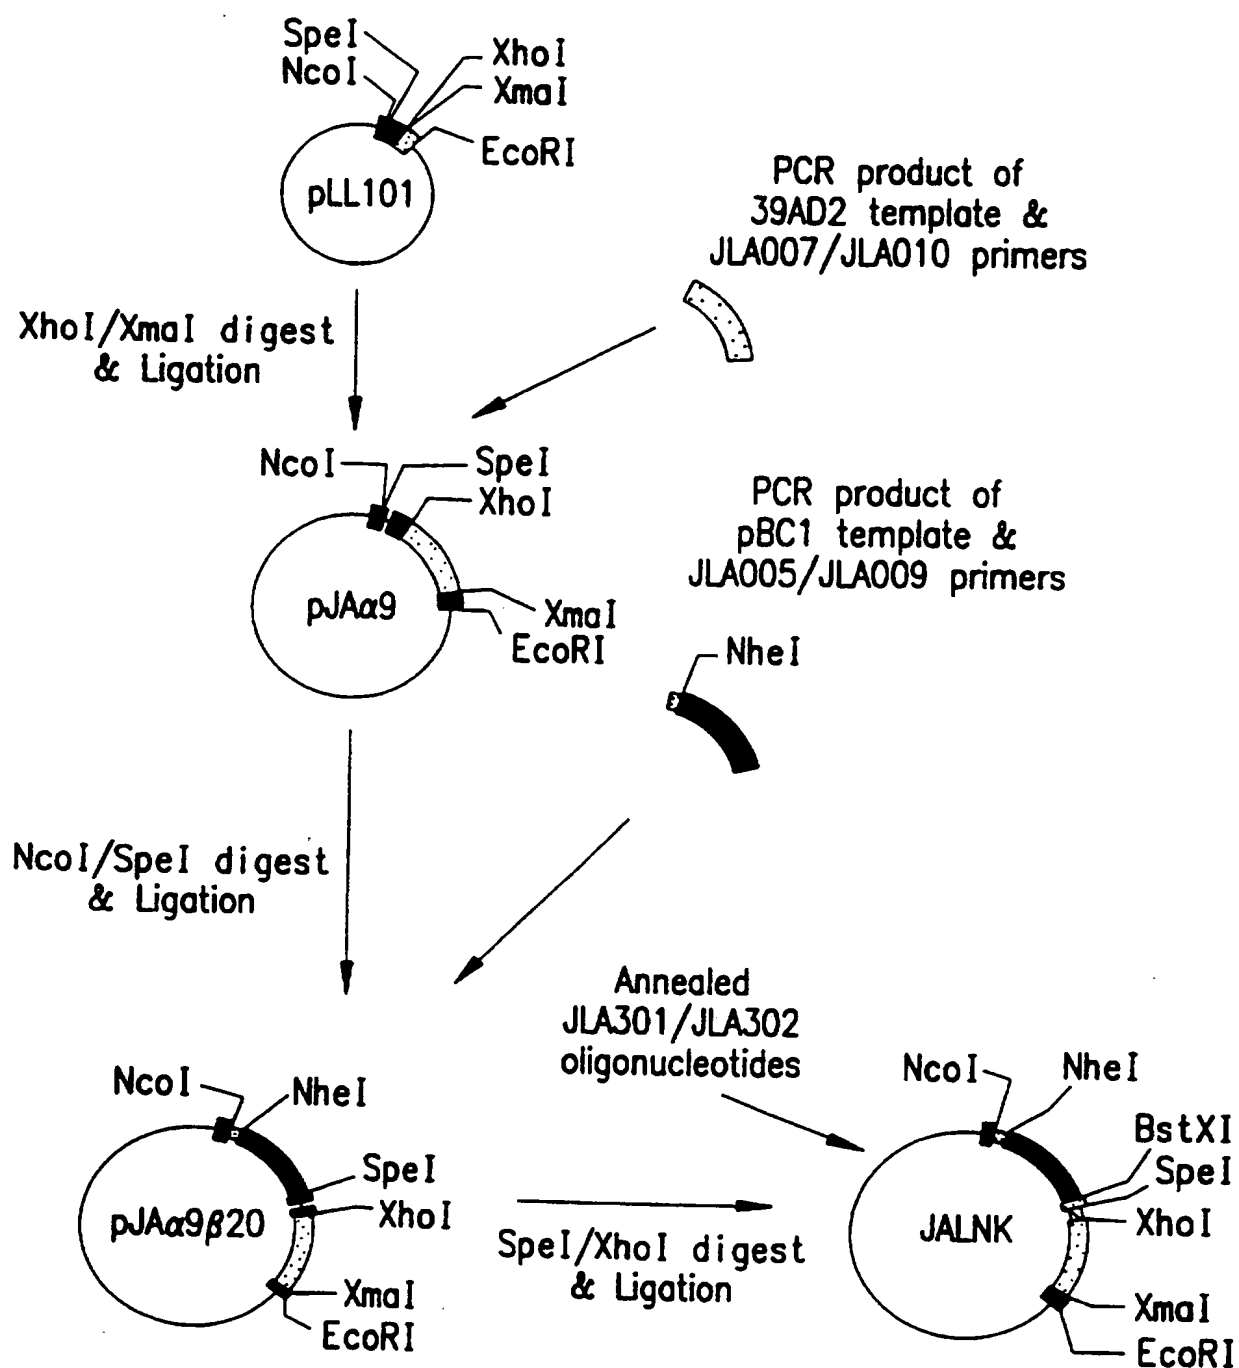 SpeI
NcoI
XhoI
XmaI
EcoRI
pLL101
PCR product of
39AD2 template &
JLA007/JLA010 primers
XhoI/XmaI digest
& Ligation
NcoI
SpeI
XhoI
pJAα9
XmaI
EcoRI
PCR product of
pBC1 template &
JLA005/JLA009 primers
NheI
NcoI/SpeI digest
& Ligation
Annealed
JLA301/JLA302
oligonucleotides
NcoI
NheI
SpeI
XhoI
pJAα9β20
XmaI
EcoRI
SpeI/XhoI digest
& Ligation
NcoI
NheI
BstXI
SpeI
XhoI
JALNK
XmaI
EcoRI